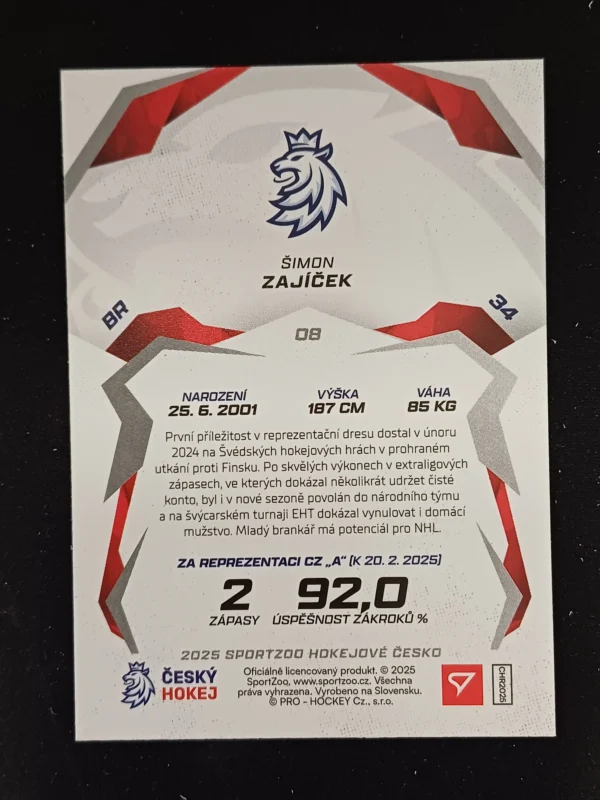 ŠIMON
ZAJÍČEK
BR
34
08
NAROZENÍ VÝŠKA VÁHA
25. 6. 2001 187 CM 85 KG
První příležitost v reprezentační dresu dostal v únoru
2024 na Švédských hokejových hrách v prohraném
utkání proti Finsku. Po skvělých výkonech v extraligových
zápasech, ve kterých dokázal několikrát udržet čisté
konto, byl i v nové sezoně povolán do národního týmu
a na švýcarském turnaji EHT dokázal vynulovat i domácí
mužstvo. Mladý brankář má potenciál pro NHL.
ZA REPREZENTACI CZ „A“ (K 20. 2. 2025)
2 92,0
ZÁPASY ÚSPĚŠNOST ZÁKROKŮ %
2025 SPORTZOO HOKEJOVÉ ČESKO
ČESKÝ
HOKEJ
Oficiálně licencovaný produkt. © 2025
SportZoo, www.sportzoo.cz. Všechna
práva vyhrazena. Vyrobeno na Slovensku.
© PRO - HOCKEY Cz., s.r.o.
CHR2025